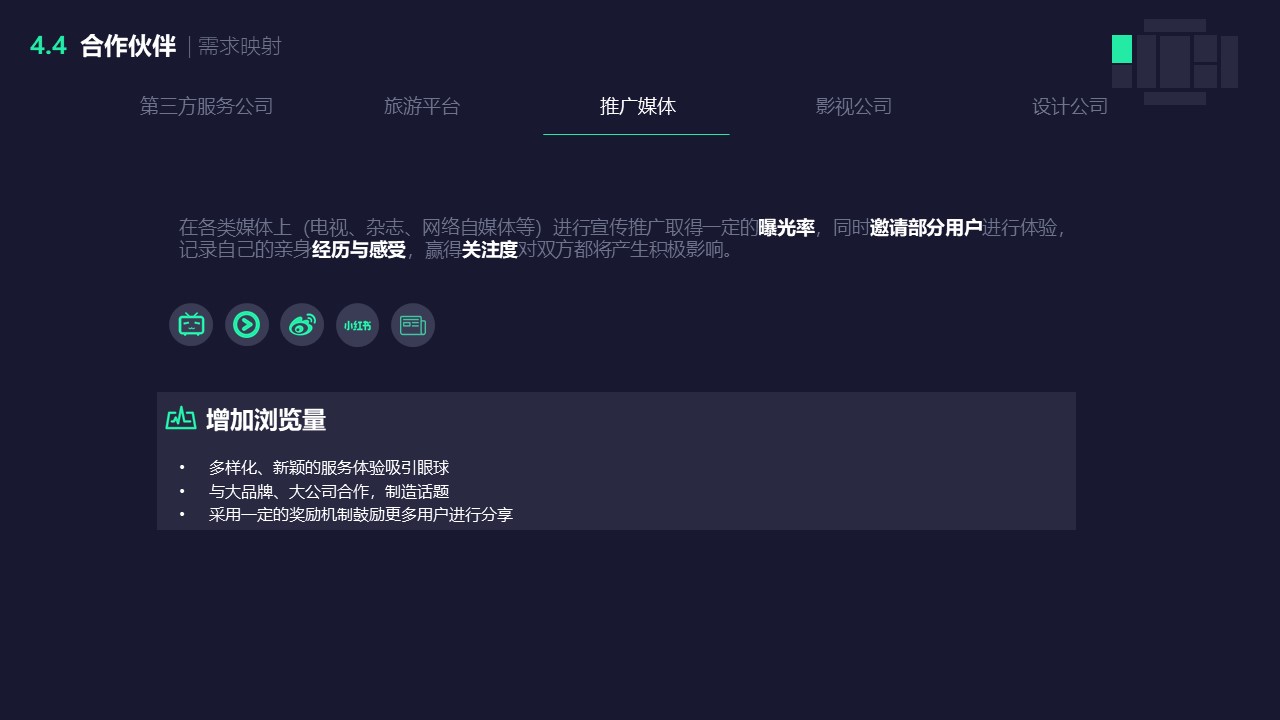 4.4 合作伙伴 | 需求映射
第三方服务公司 旅游平台 推广媒体 影视公司 设计公司
在各类媒体上（电视、杂志、网络自媒体等）进行宣传推广取得一定的曝光率，同时邀请部分用户进行体验，
记录自己的亲身经历与感受，赢得关注度对双方都将产生积极影响。
小红书
增加浏览量
• 多样化、新颖的服务体验吸引眼球
• 与大品牌、大公司合作，制造话题
• 采用一定的奖励机制鼓励更多用户进行分享